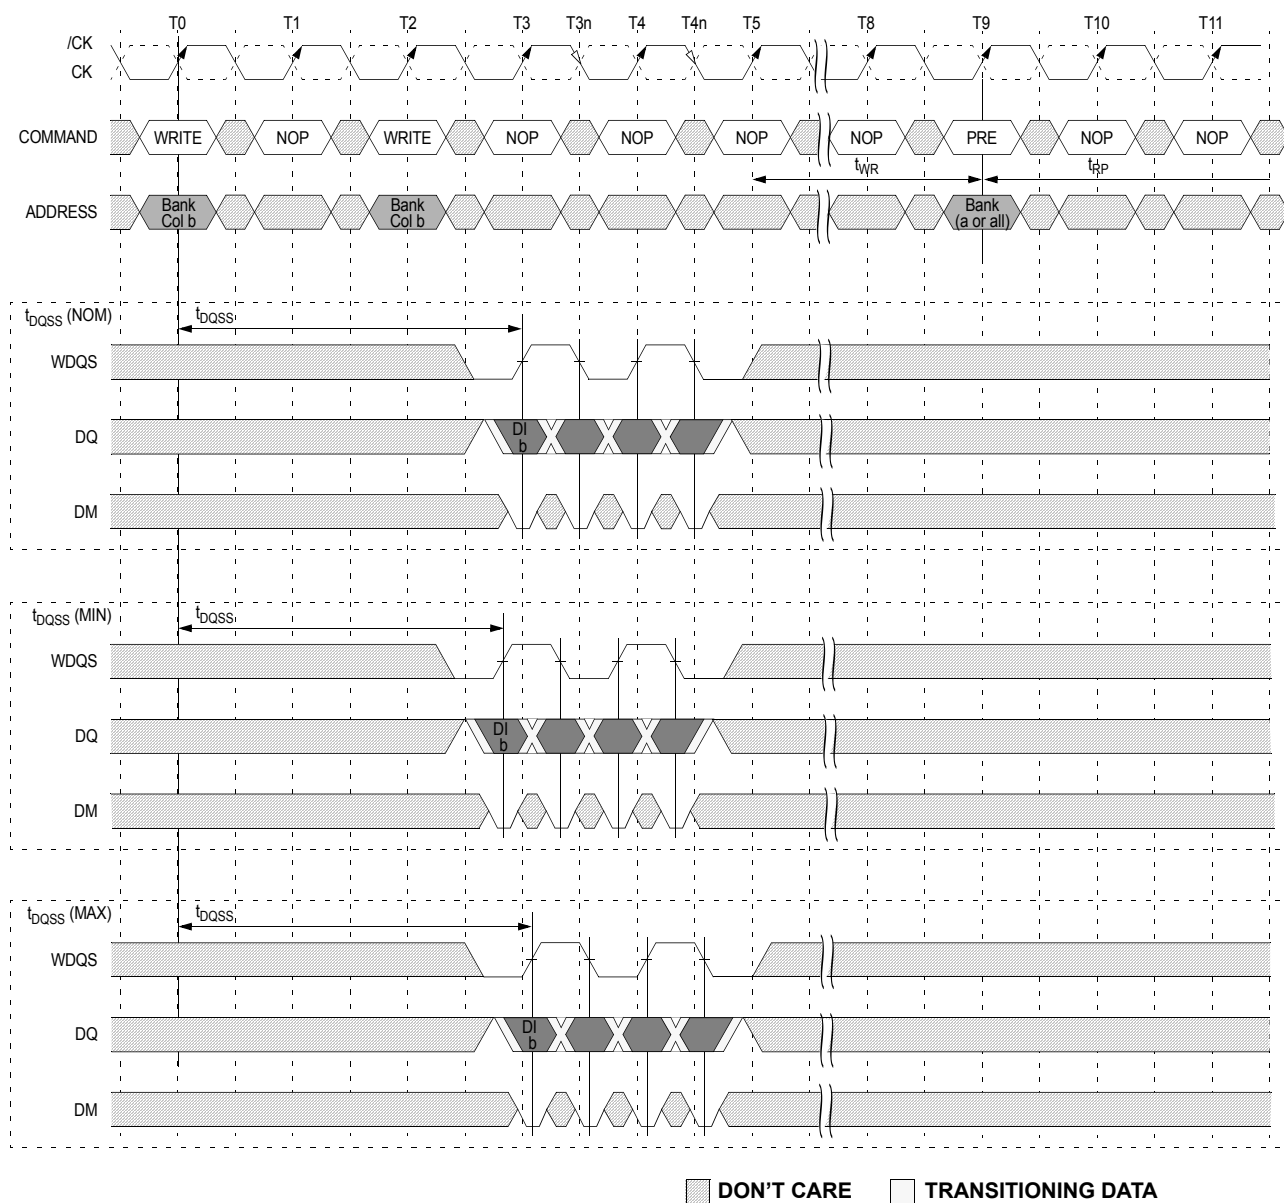 T0 T1 T2 T3 T3n T4 T4n T5 T8 T9 T10 T11
/CK
CK
COMMAND WRITE NOP WRITE NOP NOP NOP NOP PRE NOP NOP
tWR tRP
ADDRESS Bank Col b Bank Col b Bank (a or all)
tDQSS (NOM) tDQSS
WDQS
DQ DI b
DM
tDQSS (MIN) tDQSS
WDQS
DQ DI b
DM
tDQSS (MAX) tDQSS
WDQS
DQ DI b
DM
DON'T CARE TRANSITIONING DATA